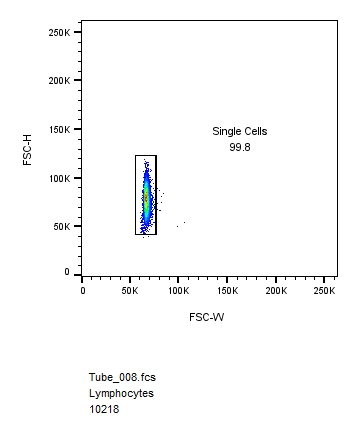 250K
200K
150K
100K
50K
0
FSC-H
Single Cells
99.8
0 50K 100K 150K 200K 250K
FSC-W
Tube_008.fcs
Lymphocytes
10218